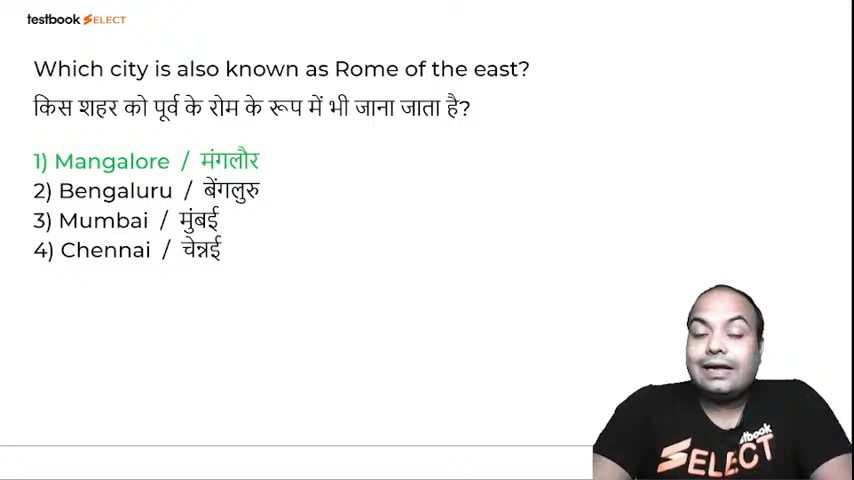 testbook SELECT
Which city is also known as Rome of the east?
किस शहर को पूर्व के रोम के रूप में भी जाना जाता है?
1) Mangalore / मंगलौर
2) Bengaluru / बेंगलुरु
3) Mumbai / मुंबई
4) Chennai / चेन्नई
testbook
SELECT